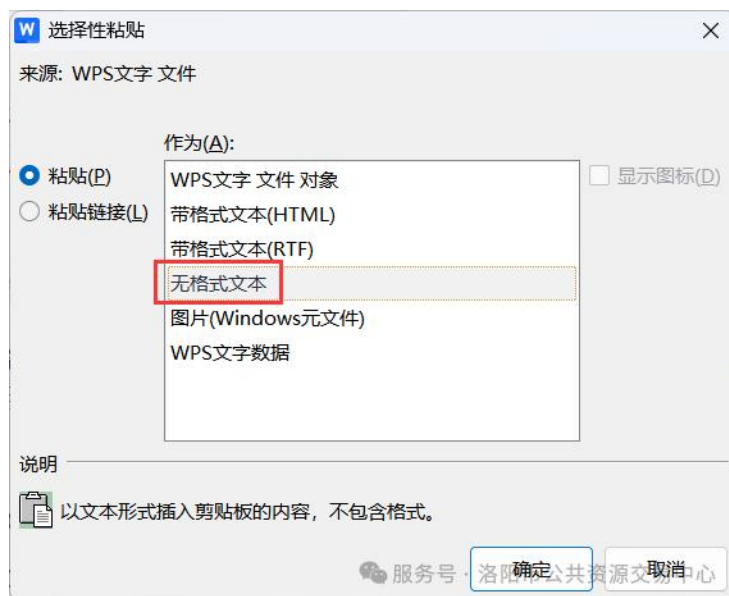 W 选择性粘贴
来源: WPS文字 文件
作为(A):
粘贴(P)
粘贴链接(L)
WPS文字 文件 对象
带格式文本(HTML)
带格式文本(RTF)
无格式文本
图片(Windows元文件)
WPS文字数据
显示图标(D)
说明
以文本形式插入剪贴板的内容，不包含格式。
确定
取消
服务号 · 洛阳市公共资源交易中心